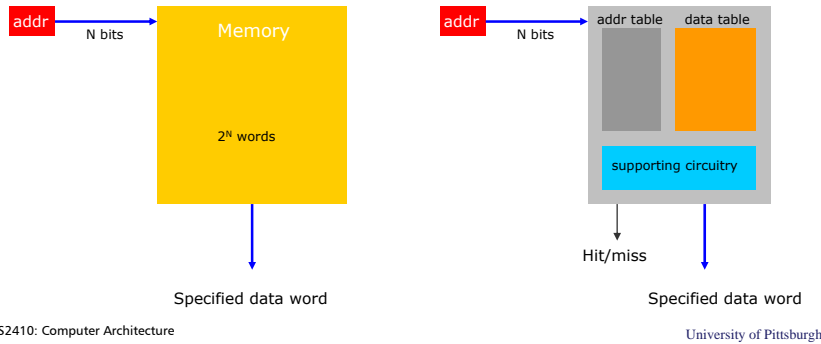 addr
N bits
Memory
2ᴺ words
Specified data word
addr
N bits
addr table
data table
supporting circuitry
Hit/miss
Specified data word
S2410: Computer Architecture
University of Pittsburgh